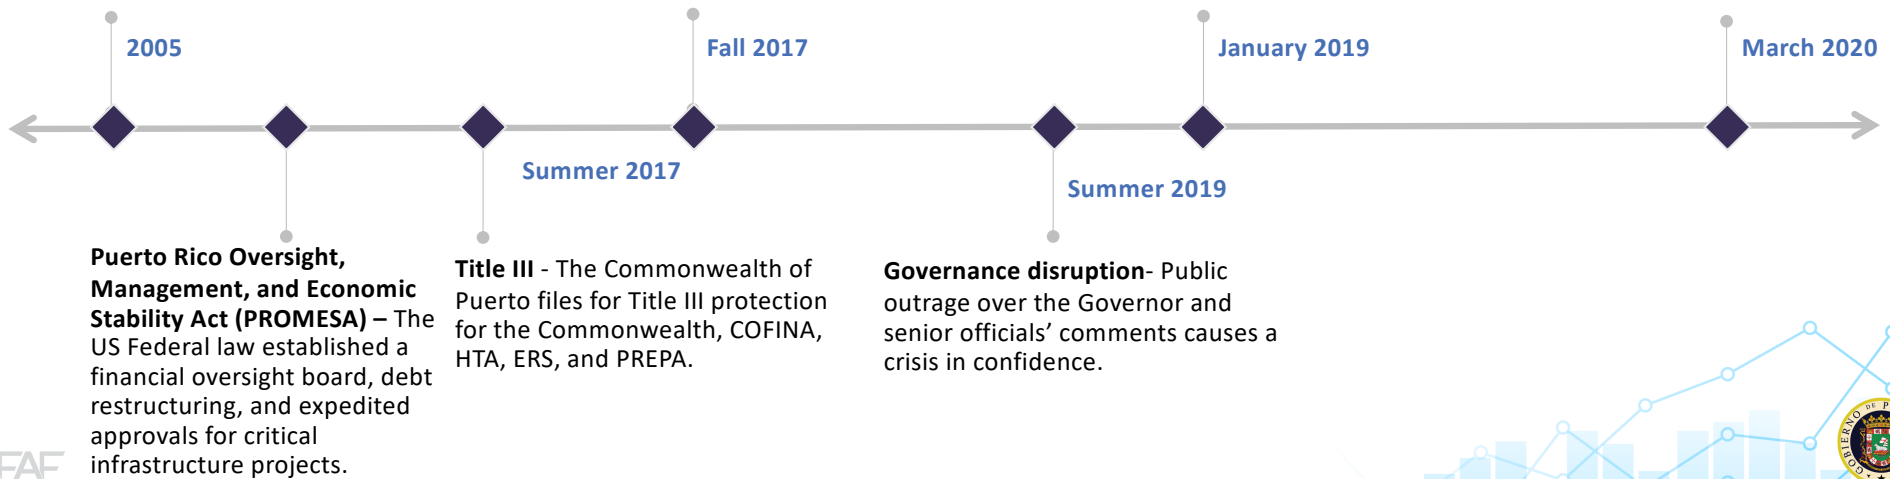 2005
Fall 2017
January 2019
March 2020
Summer 2017
Summer 2019
Puerto Rico Oversight,
Management, and Economic
Stability Act (PROMESA) – The
US Federal law established a
financial oversight board, debt
restructuring, and expedited
approvals for critical
infrastructure projects.
Title III - The Commonwealth of
Puerto files for Title III protection
for the Commonwealth, COFINA,
HTA, ERS, and PREPA.
Governance disruption- Public
outrage over the Governor and
senior officials’ comments causes a
crisis in confidence.
FAF
GOBIERNO DE P